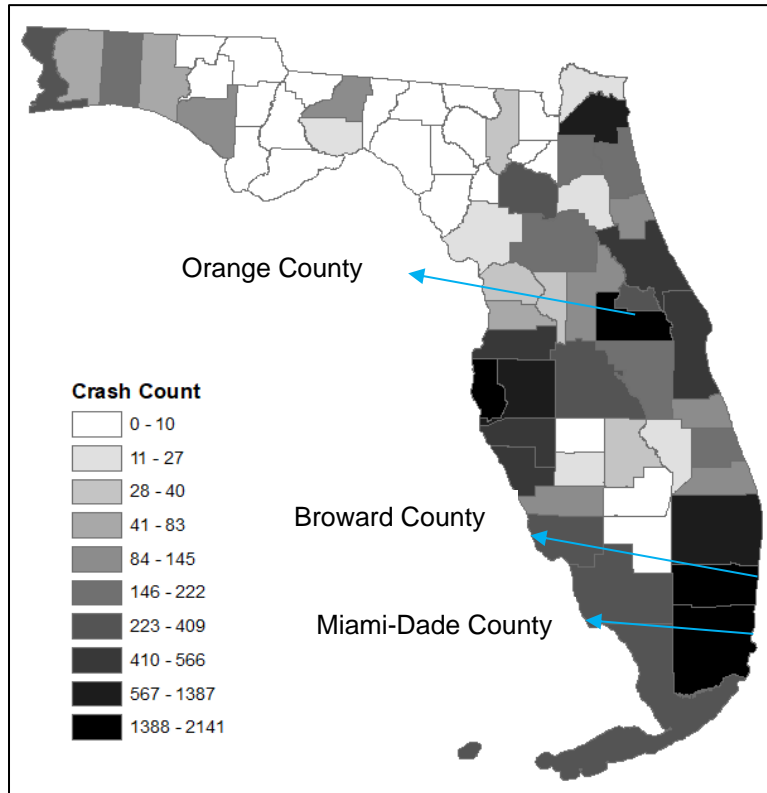 Orange County
Crash Count
0 - 10
11 - 27
28 - 40
41 - 83
84 - 145
146 - 222
223 - 409
410 - 566
567 - 1387
1388 - 2141
Broward County
Miami-Dade County